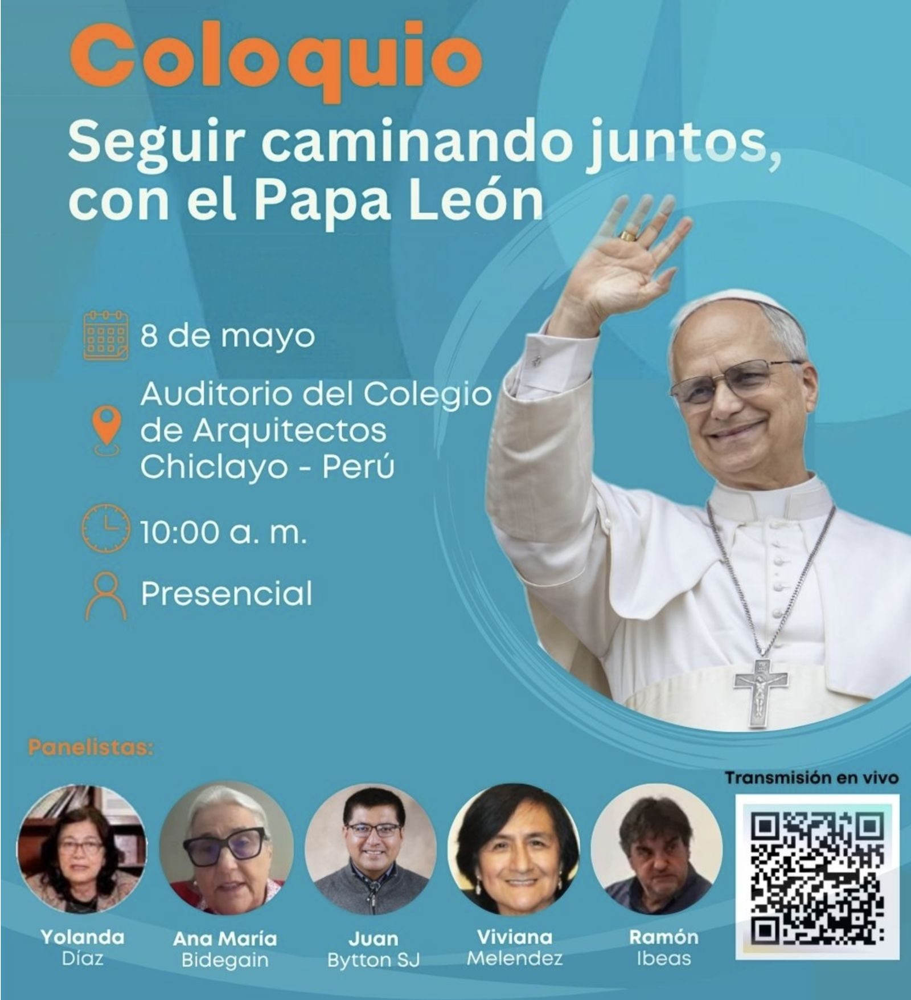 Coloquio
Seguir caminando juntos,
con el Papa León
8 de mayo
Auditorio del Colegio
de Arquitectos
Chiclayo - Perú
10:00 a. m.
Presencial
Panelistas:
Transmisión en vivo
Yolanda
Díaz
Ana María
Bidegain
Juan
Bytton SJ
Viviana
Melendez
Ramón
Ibeas